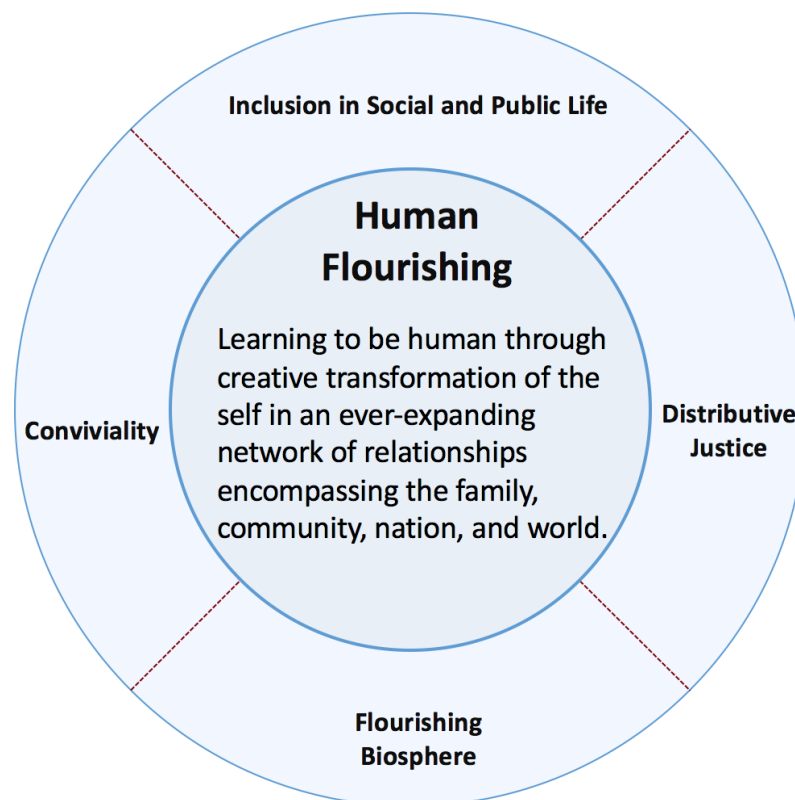 Inclusion in Social and Public Life
Human
Flourishing
Learning to be human through
creative transformation of the
self in an ever-expanding
network of relationships
encompassing the family,
community, nation, and world.
Conviviality
Distributive
Justice
Flourishing
Biosphere